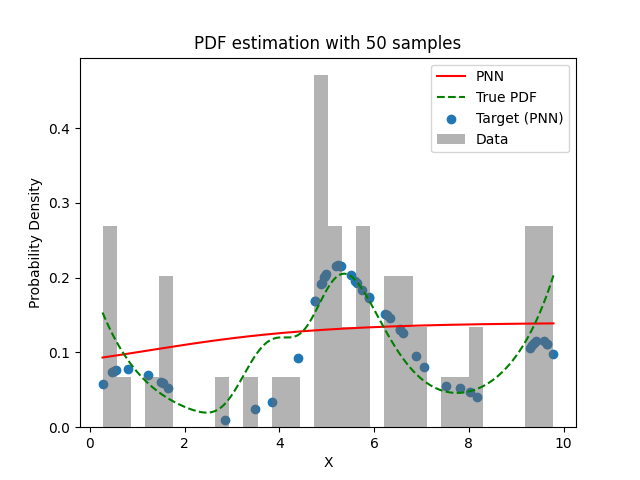 PDF estimation with 50 samples
PNN
True PDF
Target (PNN)
Data
Probability Density
0.4
0.3
0.2
0.1
0.0
0 2 4 6 8 10
X